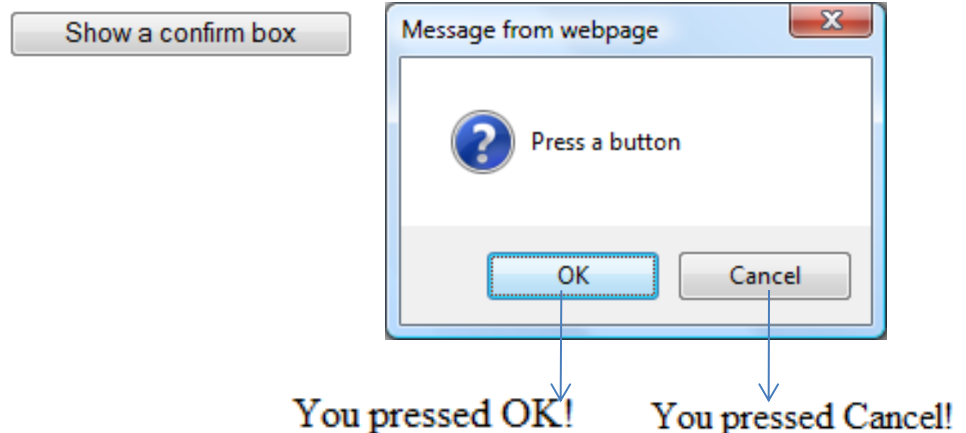 Show a confirm box
Message from webpage
Press a button
OK
Cancel
You pressed OK!
You pressed Cancel!